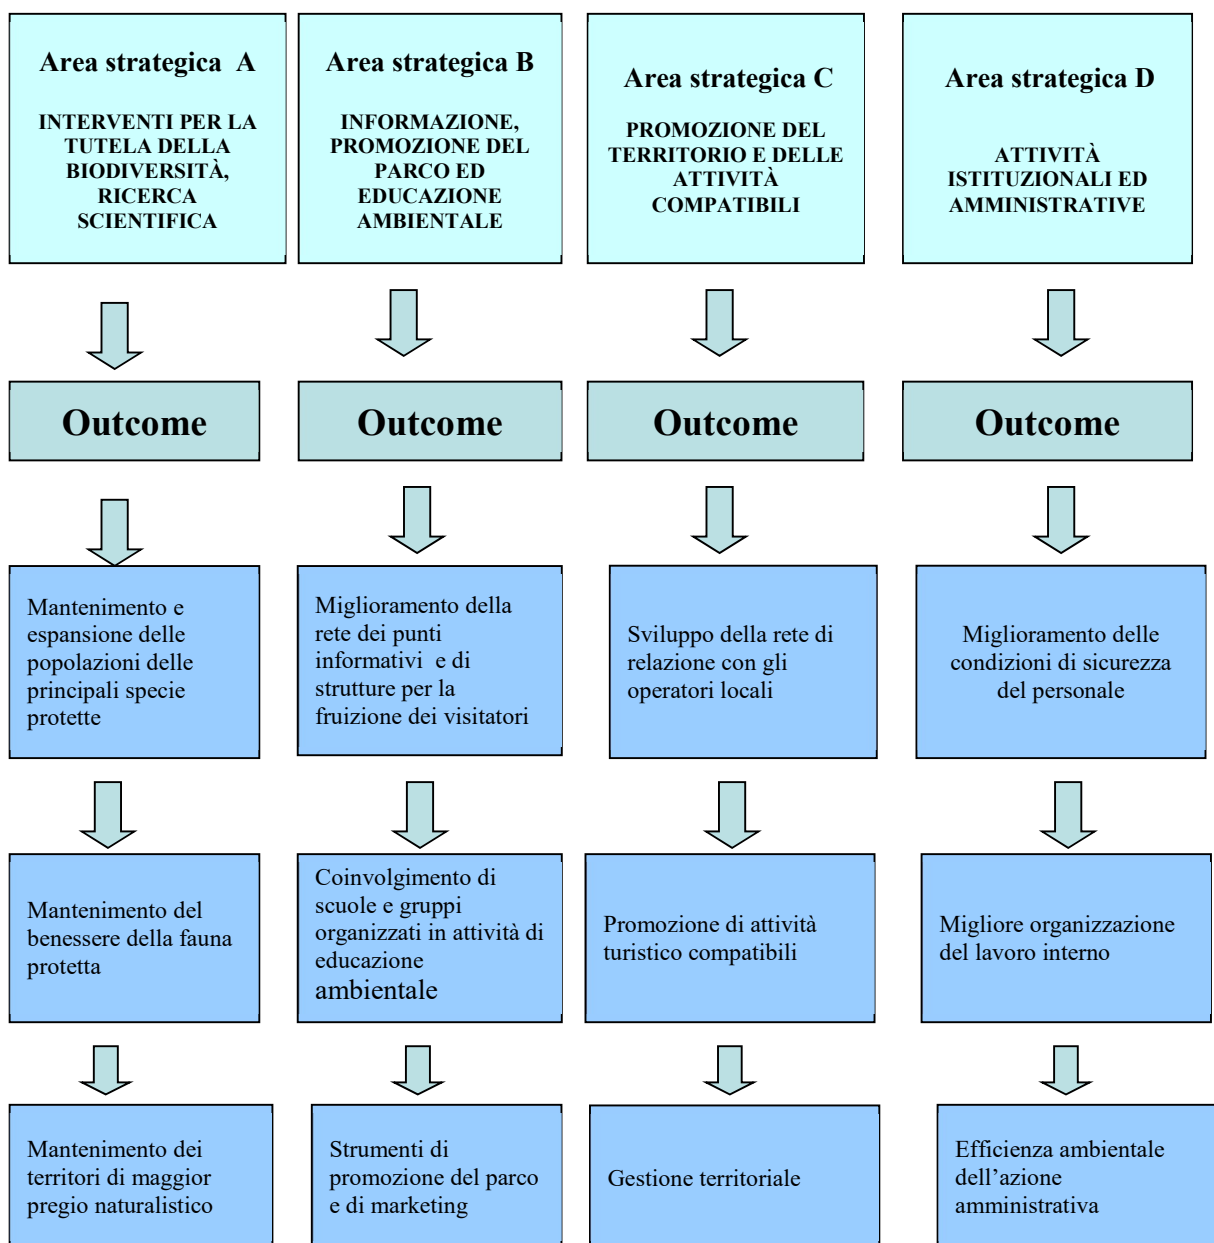 Area strategica A
INTERVENTI PER LA
TUTELA DELLA
BIODIVERSITÀ,
RICERCA
SCIENTIFICA
Area strategica B
INFORMAZIONE,
PROMOZIONE DEL
PARCO ED
EDUCAZIONE
AMBIENTALE
Area strategica C
PROMOZIONE DEL
TERRITORIO E DELLE
ATTIVITÀ
COMPATIBILI
Area strategica D
ATTIVITÀ
ISTITUZIONALI ED
AMMINISTRATIVE
Outcome
Outcome
Outcome
Outcome
Mantenimento e
espansione delle
popolazioni delle
principali specie
protette
Miglioramento della
rete dei punti
informativi e di
strutture per la
fruizione dei visitatori
Sviluppo della rete di
relazione con gli
operatori locali
Miglioramento delle
condizioni di sicurezza
del personale
Mantenimento del
benessere della fauna
protetta
Coinvolgimento di
scuole e gruppi
organizzati in attività di
educazione
ambientale
Promozione di attività
turistico compatibili
Migliore organizzazione
del lavoro interno
Mantenimento dei
territori di maggior
pregio naturalistico
Strumenti di
promozione del parco
e di marketing
Gestione territoriale
Efficienza ambientale
dell’azione
amministrativa